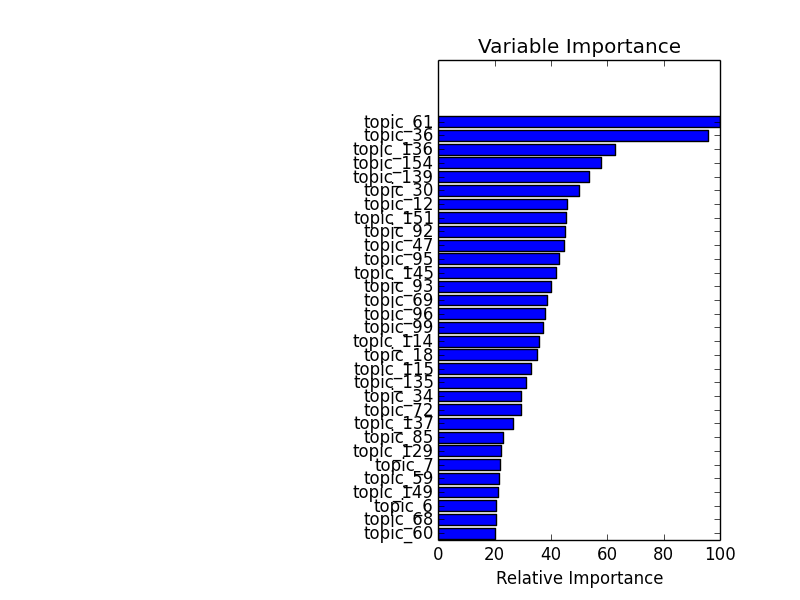 Variable Importance
topic_61
topic_36
topic_136
topic_154
topic_139
topic_30
topic_12
topic_151
topic_92
topic_47
topic_95
topic_145
topic_93
topic_69
topic_96
topic_99
topic_114
topic_18
topic_115
topic_135
topic_34
topic_72
topic_137
topic_85
topic_129
topic_7
topic_59
topic_149
topic_6
topic_68
topic_60
0 20 40 60 80 100
Relative Importance